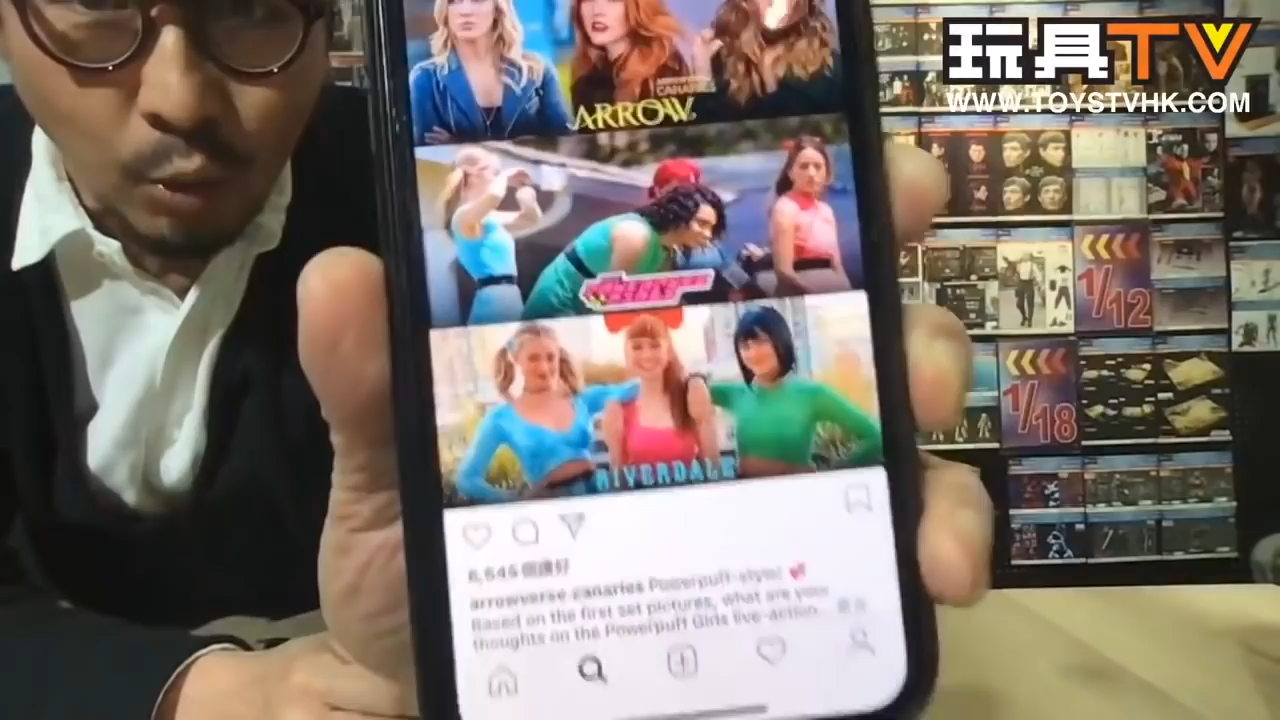 玩具TV
WWW.TOYSTVHK.COM
CANARIES
ARROW
RIVERDALE
1/12
1/18
6,545 個讚好
arrowverse.canaries Powerpuff-style!
Based on the first set pictures, what are your
thoughts on the Powerpuff Girls live-action